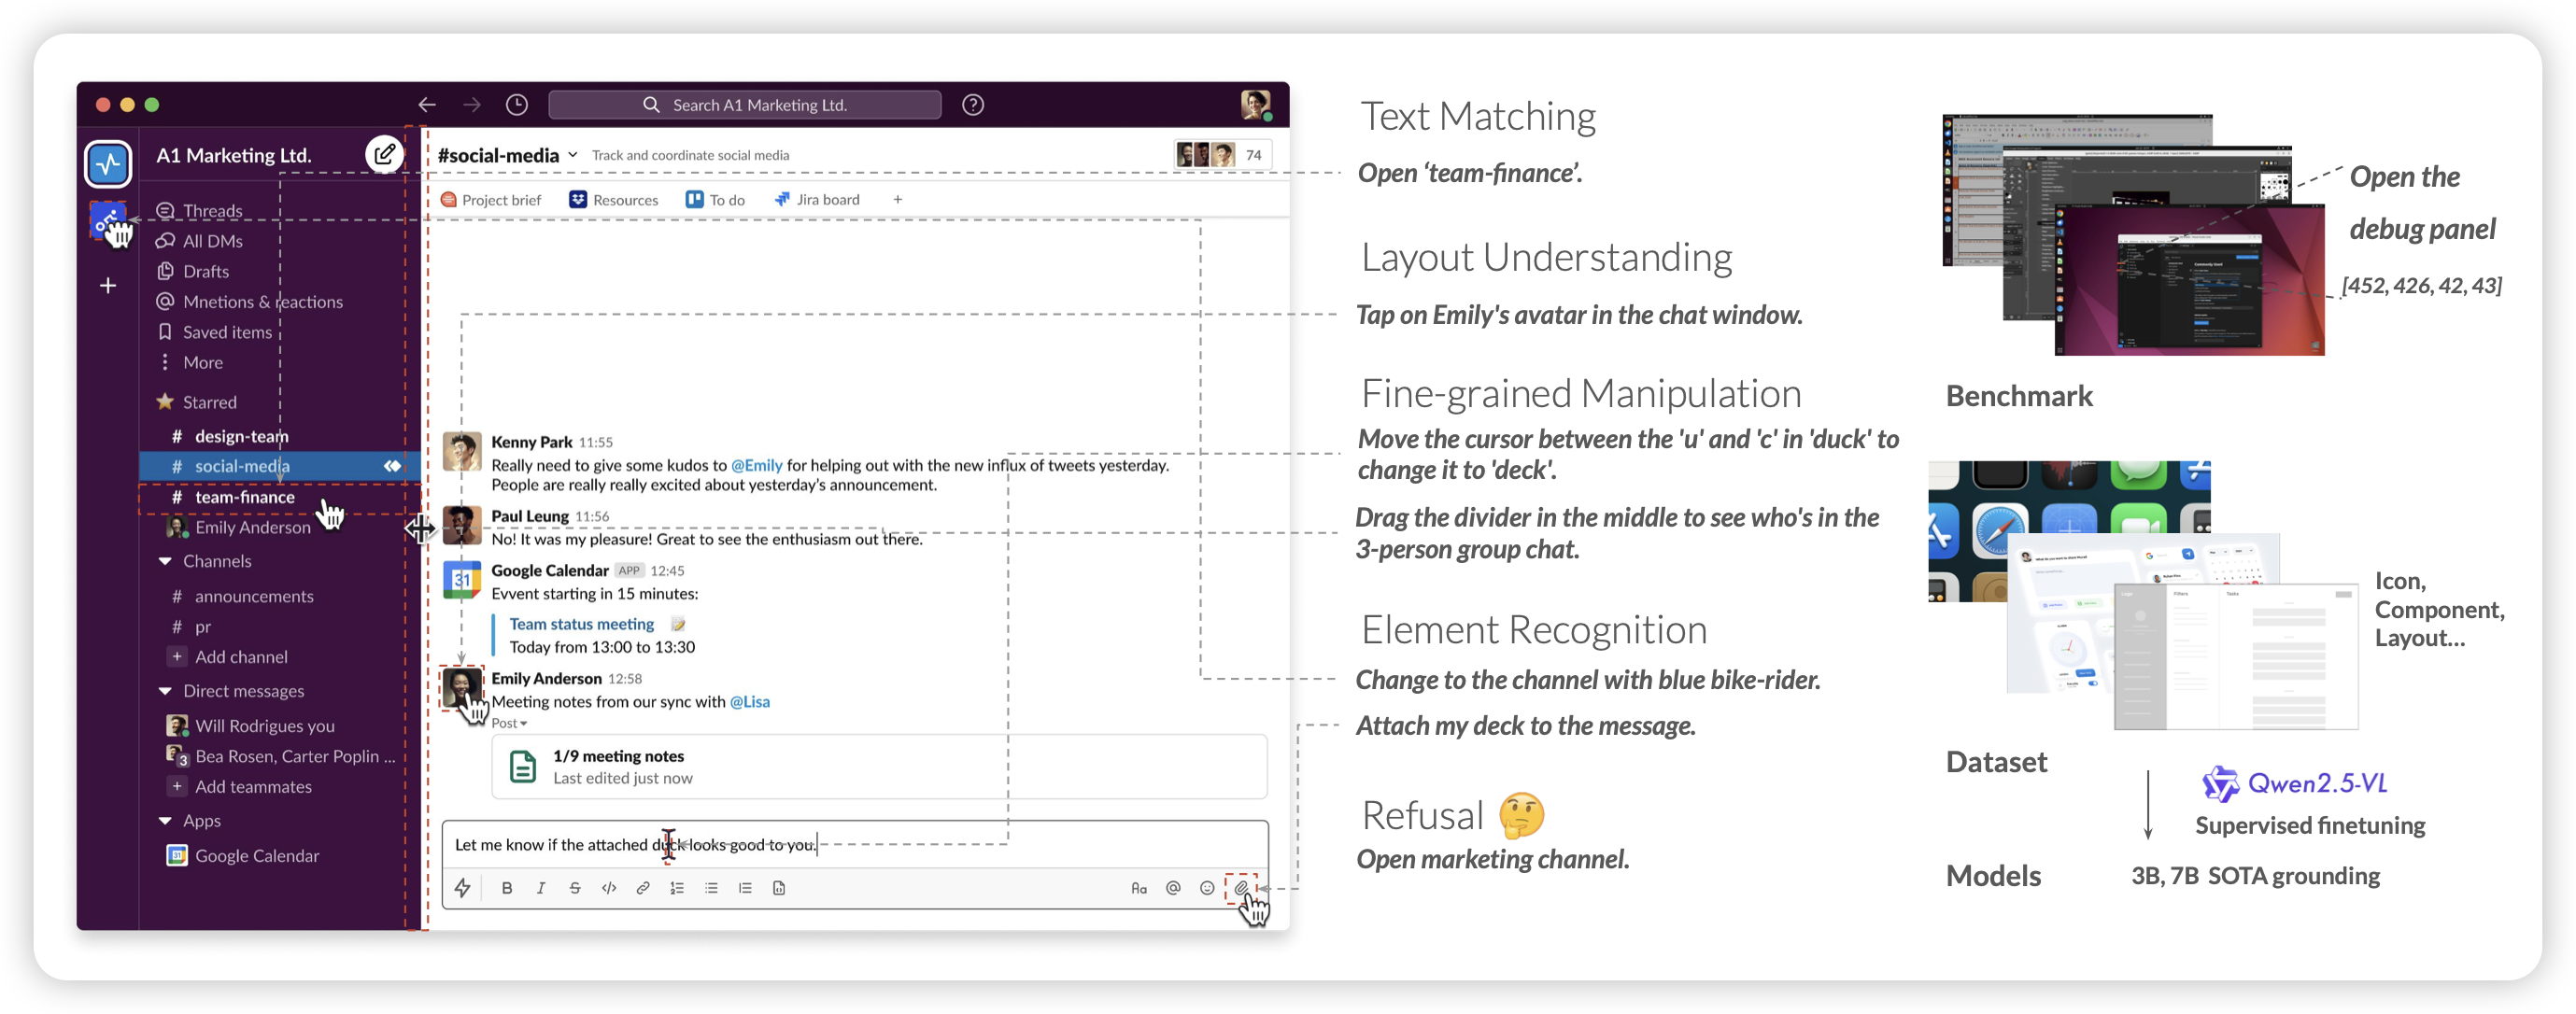 Search A1 Marketing Ltd.
A1 Marketing Ltd.
Threads
All DMs
Drafts
Mnetions & reactions
Saved items
More
Starred
# design-team
# social-media
# team-finance
Emily Anderson
Channels
# announcements
# pr
+ Add channel
Direct messages
Will Rodrigues you
3 Bea Rosen, Carter Poplin ...
+ Add teammates
Apps
31 Google Calendar
#social-media Track and coordinate social media 74
Project brief Resources To do Jira board +
Kenny Park 11:55
Really need to give some kudos to @Emily for helping out with the new influx of tweets yesterday.
People are really really excited about yesterday's announcement.
Paul Leung 11:56
No! It was my pleasure! Great to see the enthusiasm out there.
31 Google Calendar APP 12:45
Evvent starting in 15 minutes:
Team status meeting
Today from 13:00 to 13:30
Emily Anderson 12:58
Meeting notes from our sync with @Lisa
Post
1/9 meeting notes
Last edited just now
Let me know if the attached duck looks good to you.
B I S </> Aa @
Text Matching
Open ‘team-finance’.
Layout Understanding
Tap on Emily's avatar in the chat window.
Fine-grained Manipulation
Move the cursor between the 'u' and 'c' in 'duck' to
change it to 'deck'.
Drag the divider in the middle to see who's in the
3-person group chat.
Element Recognition
Change to the channel with blue bike-rider.
Attach my deck to the message.
Refusal 🤔
Open marketing channel.
Open the
debug panel
[452, 426, 42, 43]
Benchmark
Filters
Tasks
Icon,
Component,
Layout...
Dataset
Qwen2.5-VL
Supervised finetuning
Models
3B, 7B SOTA grounding